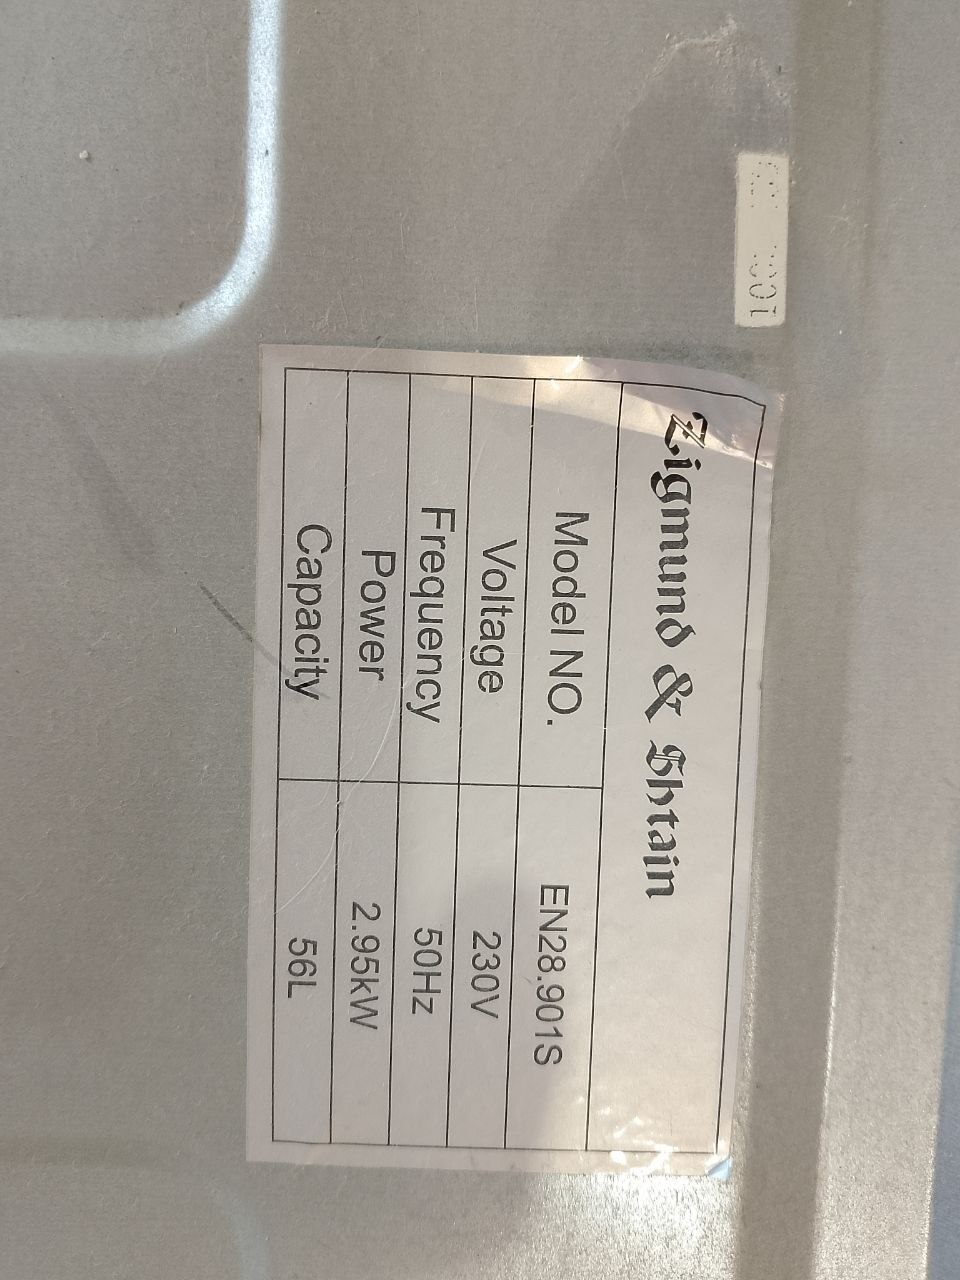 Zigmund & Shtain
Model NO. EN28.901S
Voltage 230V
Frequency 50Hz
Power 2.95kW
Capacity 56L